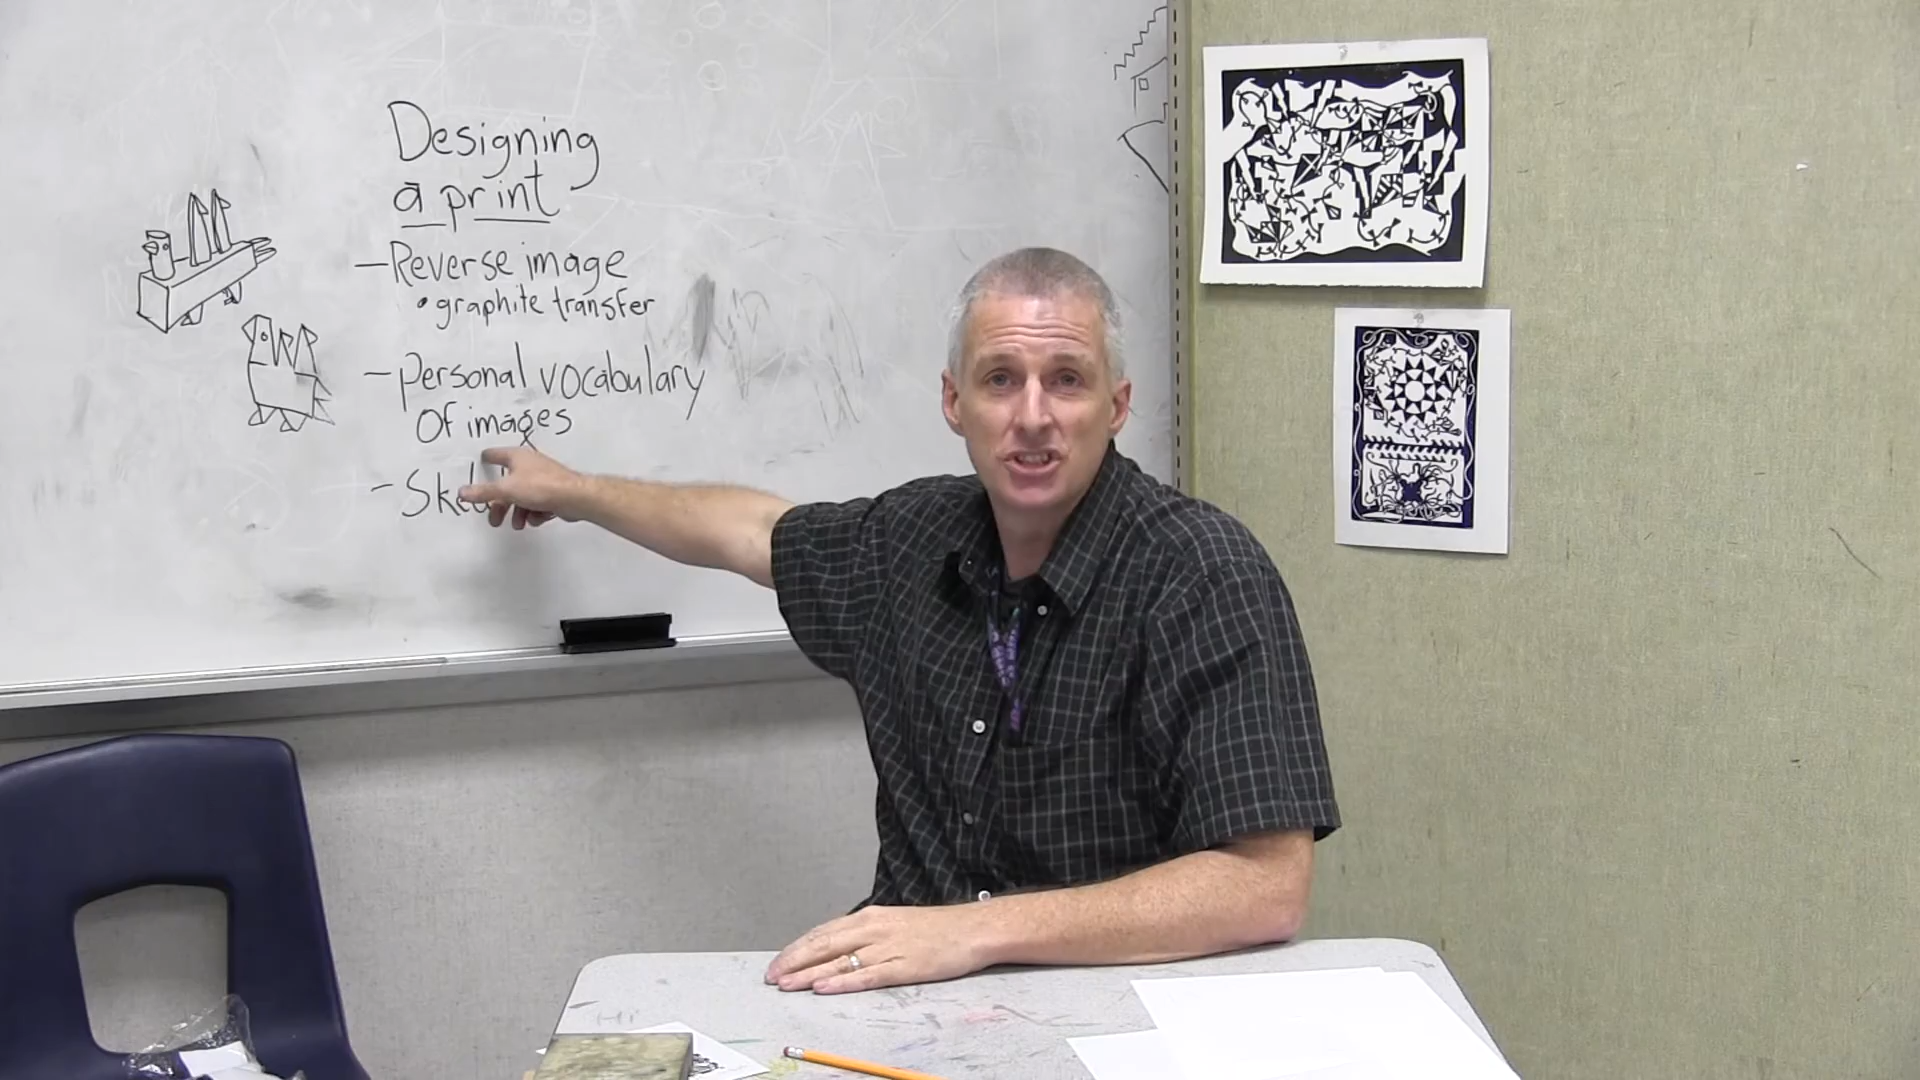 Designing
a print
- Reverse image
• graphite transfer
- Personal vocabulary
of images
-